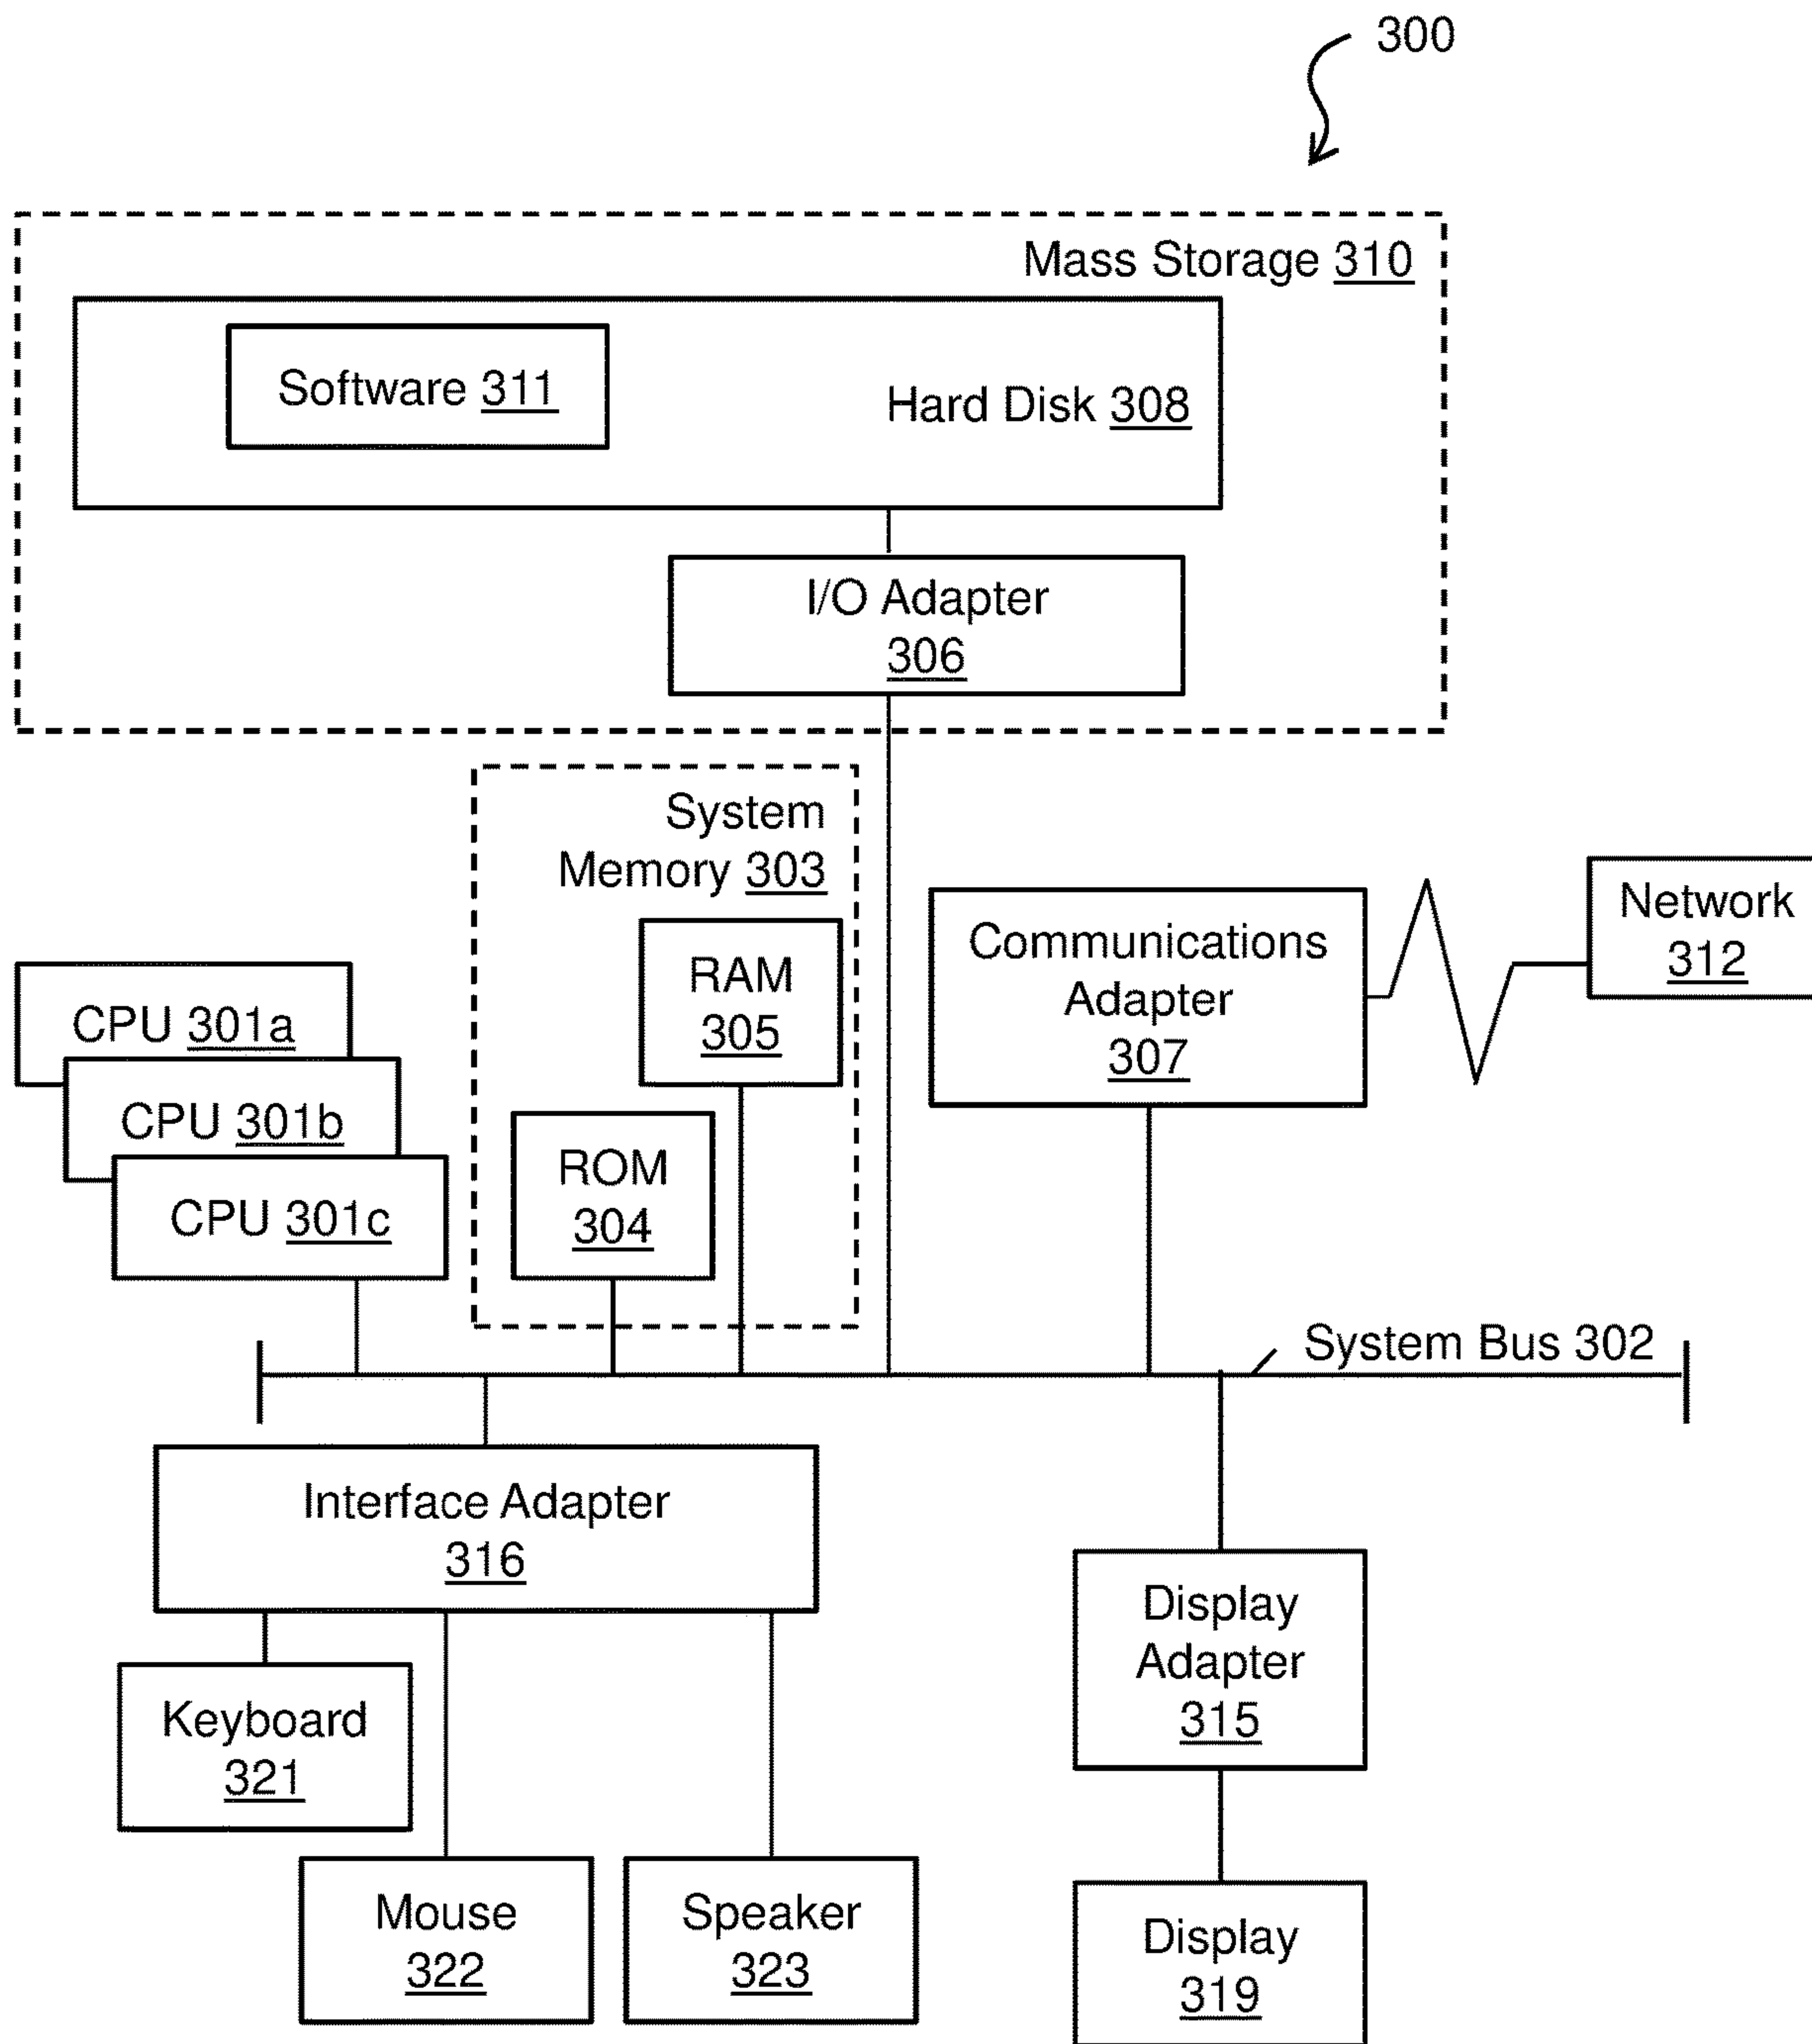 300
Mass Storage 310
Software 311
Hard Disk 308
I/O Adapter
306
System
Memory 303
RAM
305
ROM
304
CPU 301a
CPU 301b
CPU 301c
Communications
Adapter
307
Network
312
System Bus 302
Interface Adapter
316
Keyboard
321
Mouse
322
Speaker
323
Display
Adapter
315
Display
319